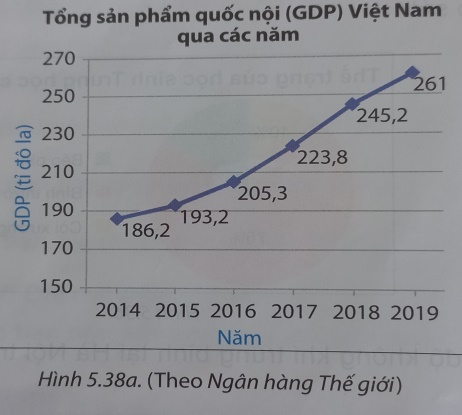 Tổng sản phẩm quốc nội (GDP) Việt Nam
qua các năm
GDP (tỉ đô la)
270
250
230
210
190
170
150
186,2
193,2
205,3
223,8
245,2
261
2014 2015 2016 2017 2018 2019
Năm
Hình 5.38a. (Theo Ngân hàng Thế giới)